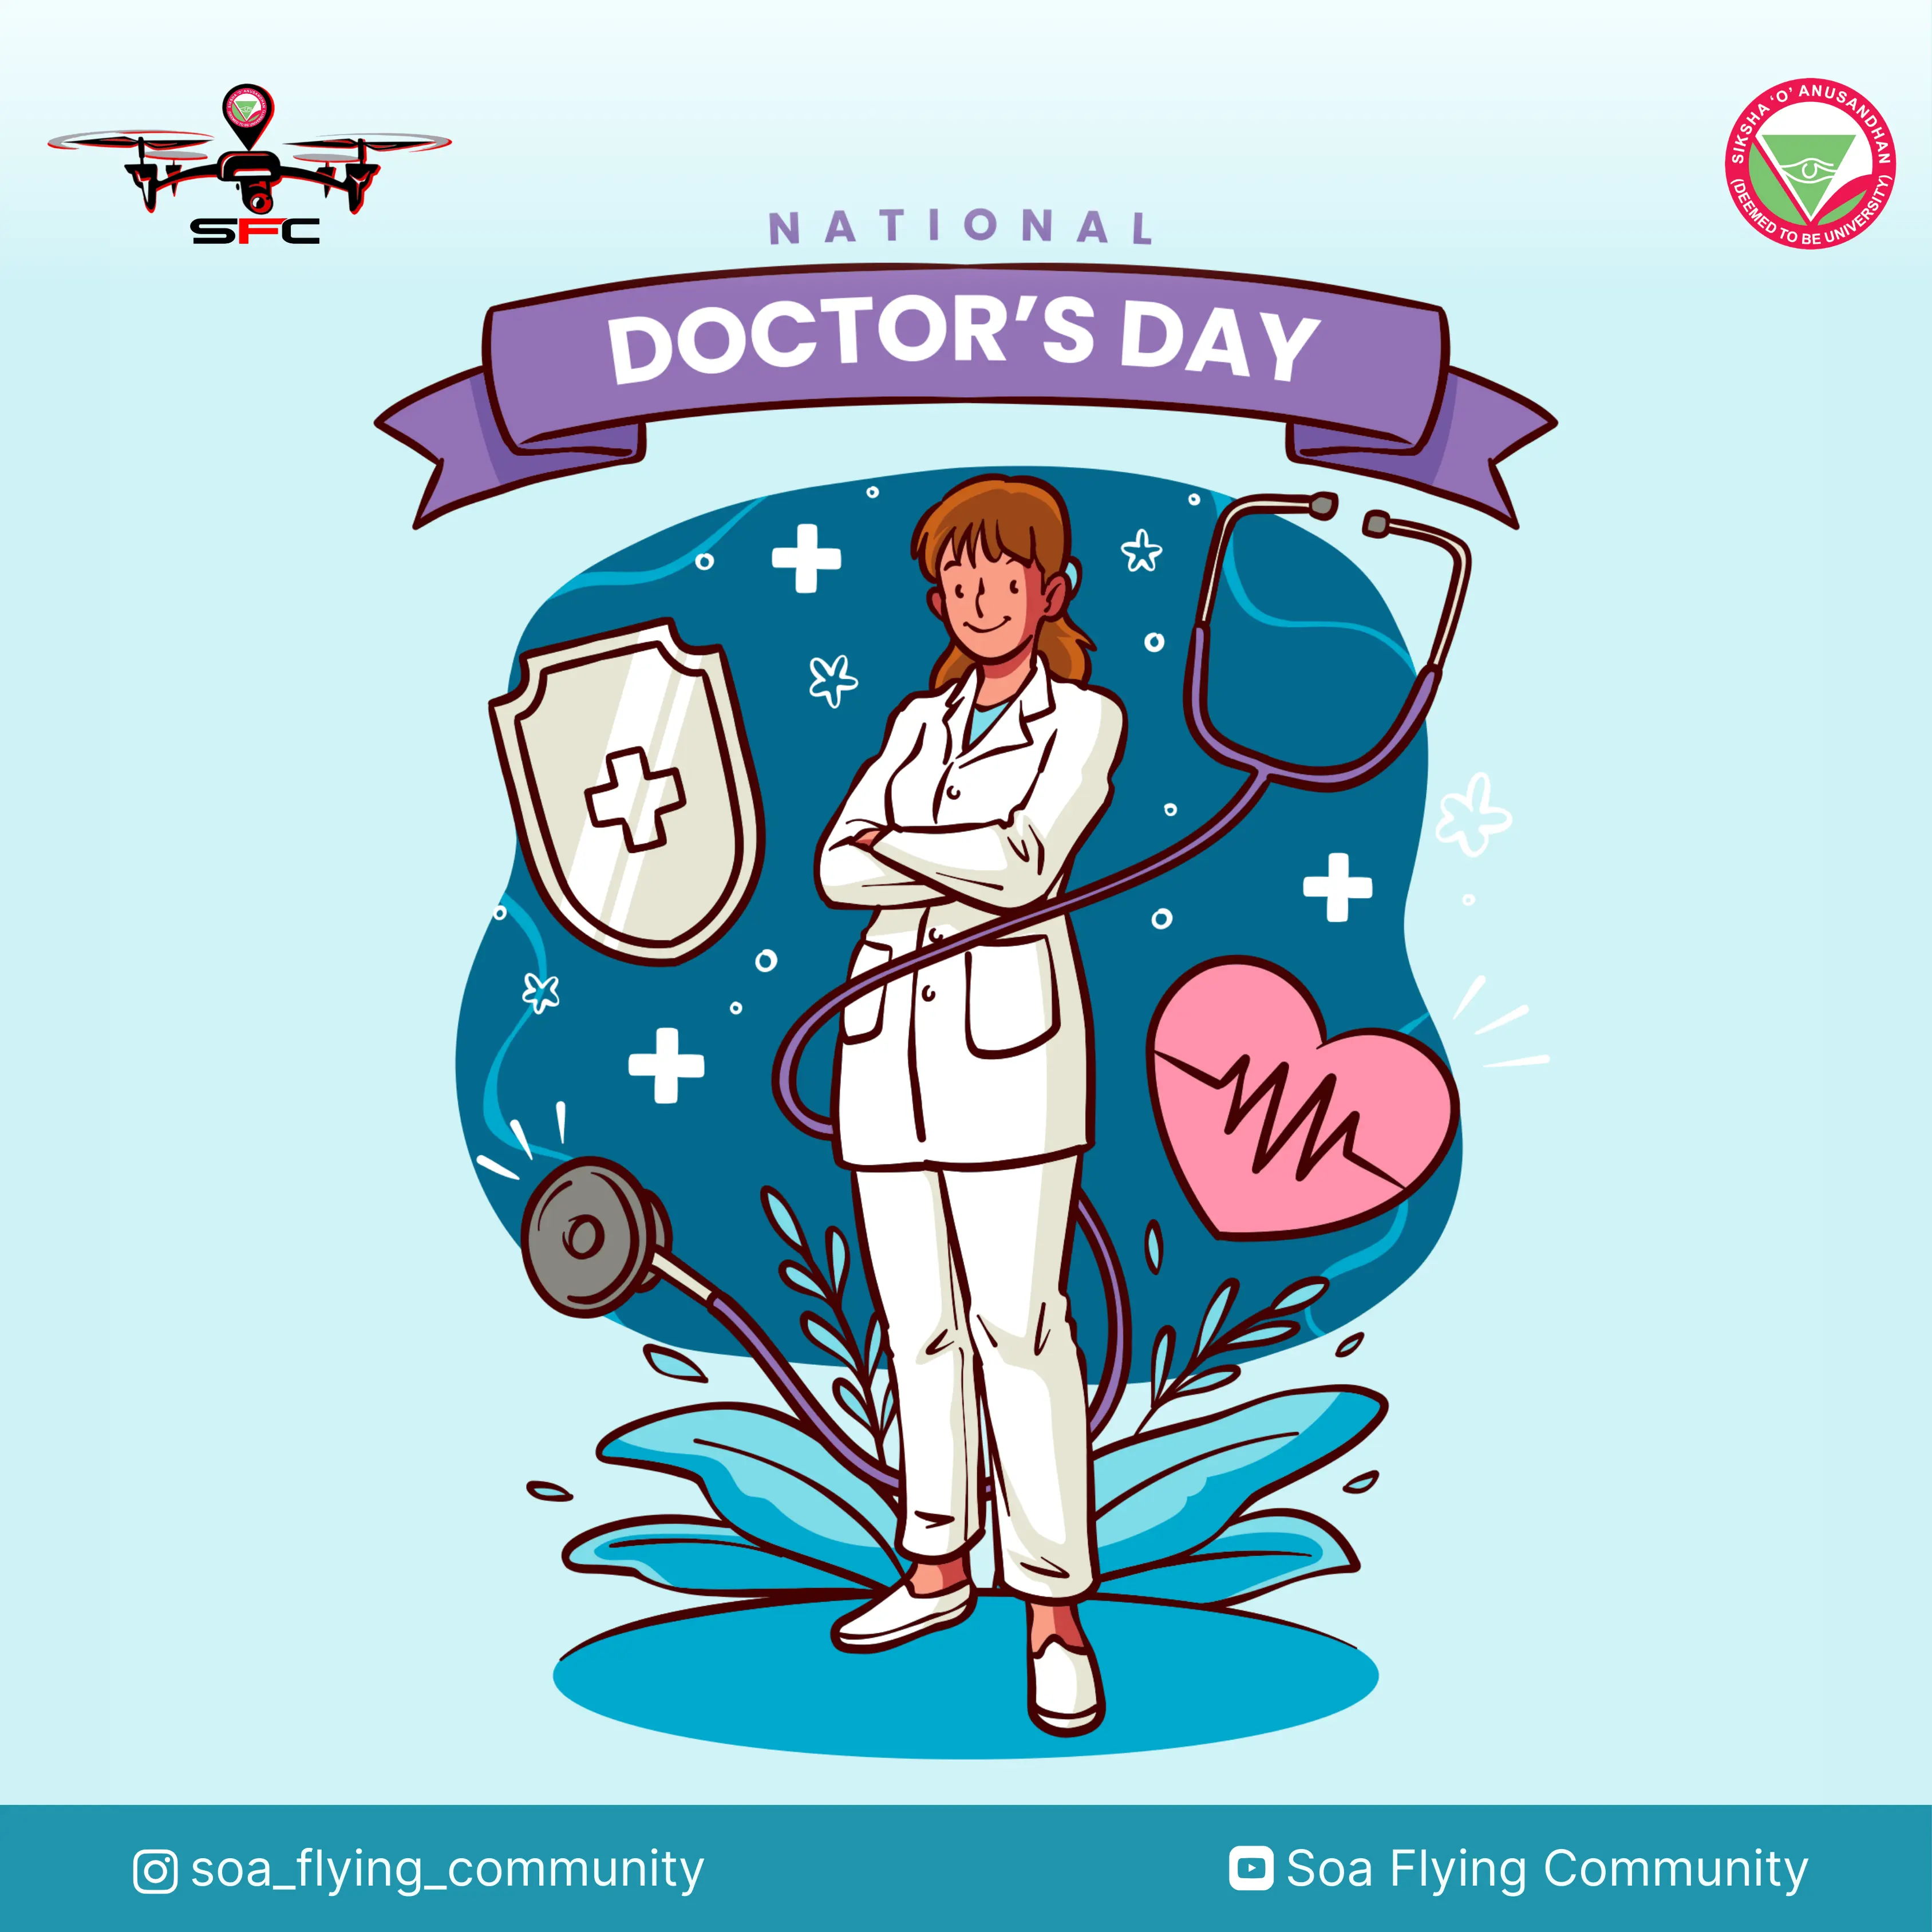 SFC
SIKSHA 'O' ANUSANDHAN
(DEEMED TO BE UNIVERSITY)
NATIONAL
DOCTOR'S DAY
soa_flying_community
Soa Flying Community